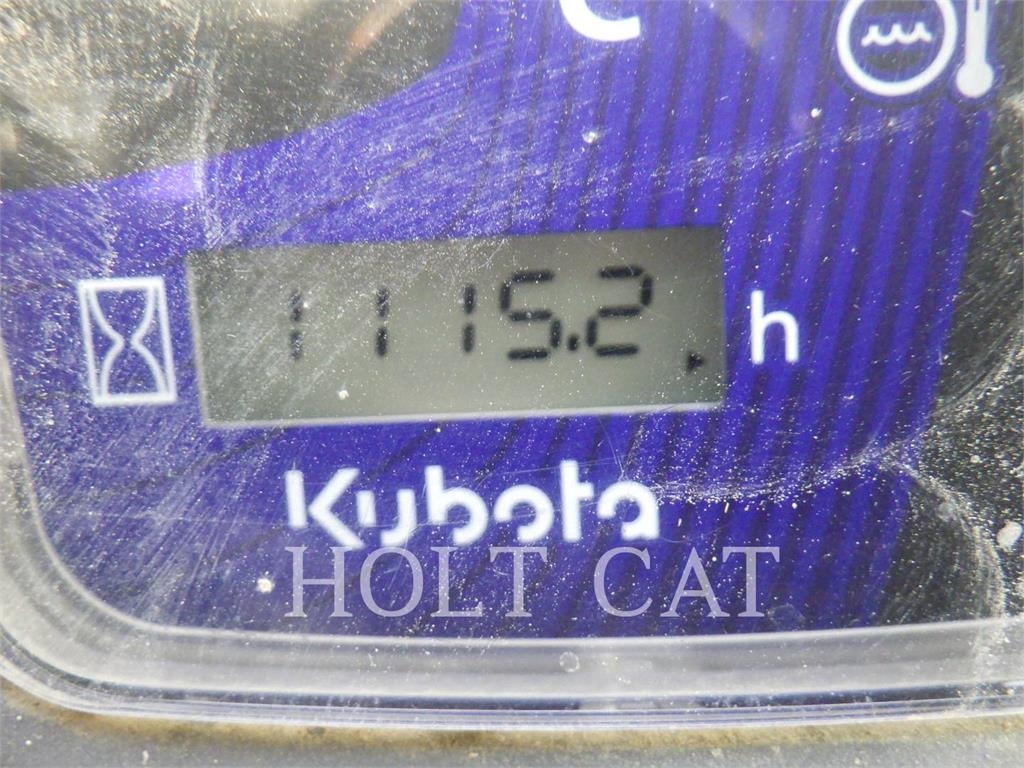 C
1115.2 h
Kubota
HOLT CAT